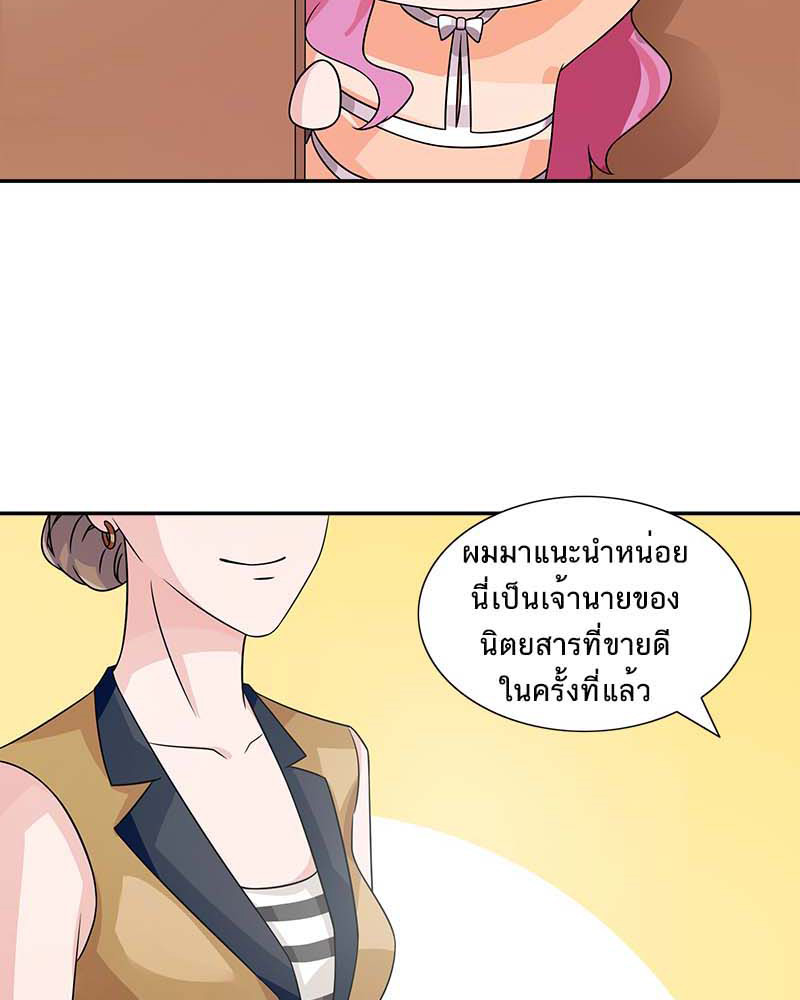 ผมมาแนะนำหน่อย
นี่เป็นเจ้านายของ
นิตยสารที่ขายดี
ในครั้งที่แล้ว